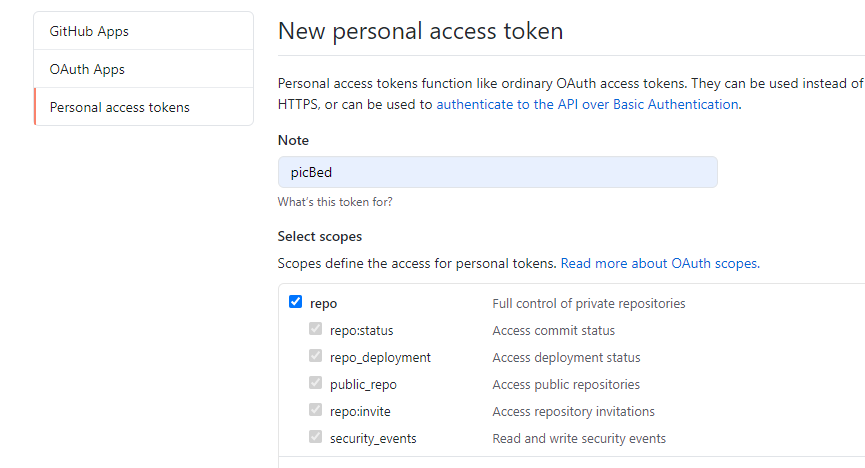 GitHub Apps
OAuth Apps
Personal access tokens
New personal access token
Personal access tokens function like ordinary OAuth access tokens. They can be used instead of
HTTPS, or can be used to authenticate to the API over Basic Authentication.
Note
picBed
What's this token for?
Select scopes
Scopes define the access for personal tokens. Read more about OAuth scopes.
repo Full control of private repositories
repo:status Access commit status
repo_deployment Access deployment status
public_repo Access public repositories
repo:invite Access repository invitations
security_events Read and write security events